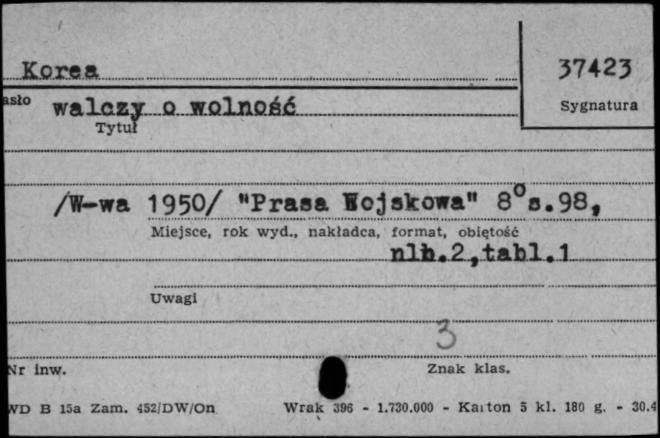 Korea
37423
asło walczy o wolność
Sygnatura
Tytuł
/W-wa 1950/ "Prasa Wojskowa" 8° s.98,
Miejsce, rok wyd., nakładca, format, obiętość
nlb.2,tabl.1
Uwagi
3
Nr inw.
Znak klas.
WD B 15a Zam. 452/DW/On Wrak 396 - 1.730.000 - Karton 5 kl. 180 g. - 30.4